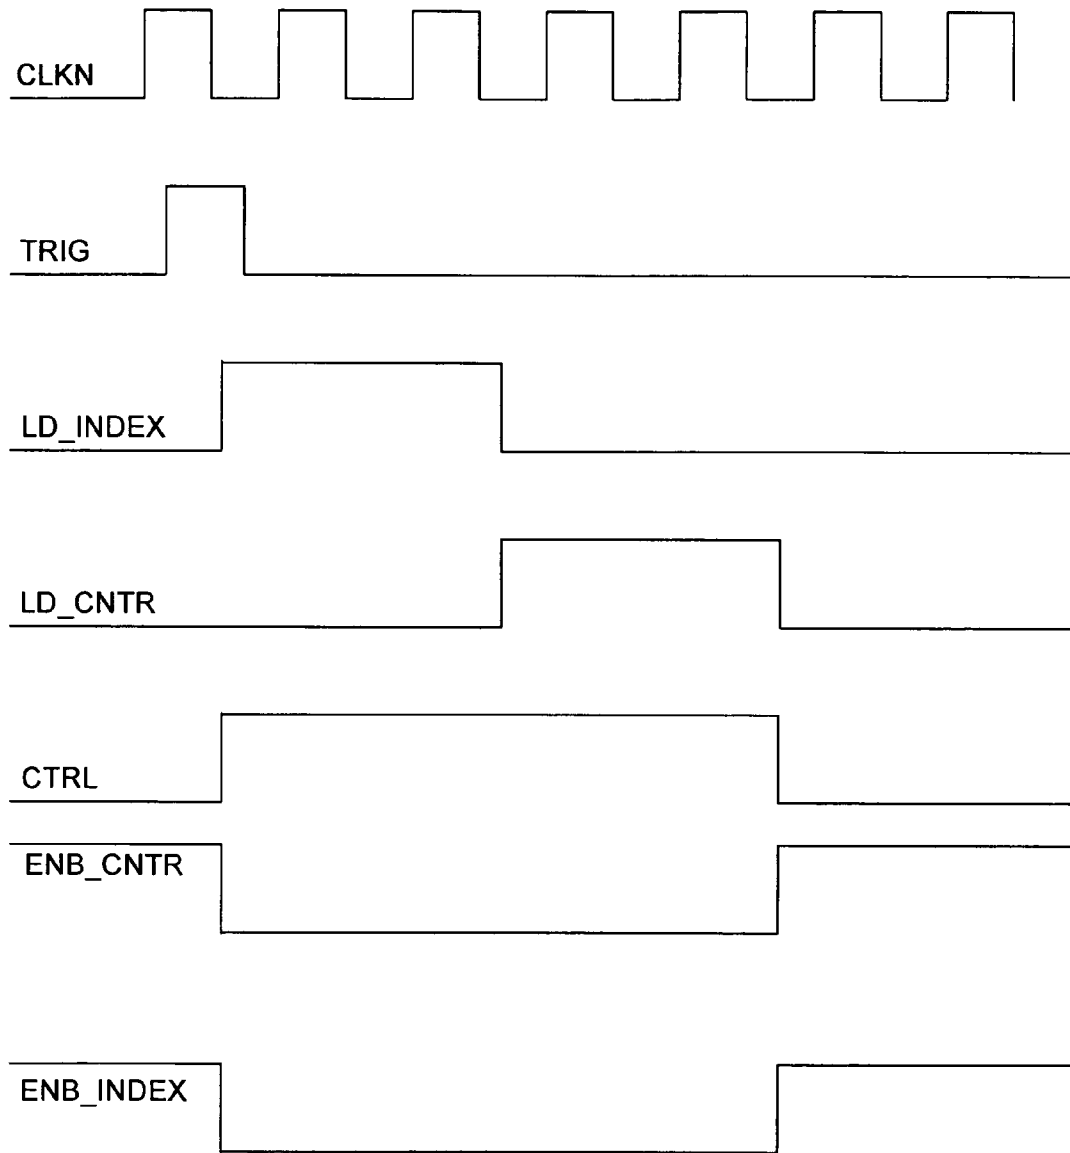 CLKN
TRIG
LD_INDEX
LD_CNTR
CTRL
ENB_CNTR
ENB_INDEX